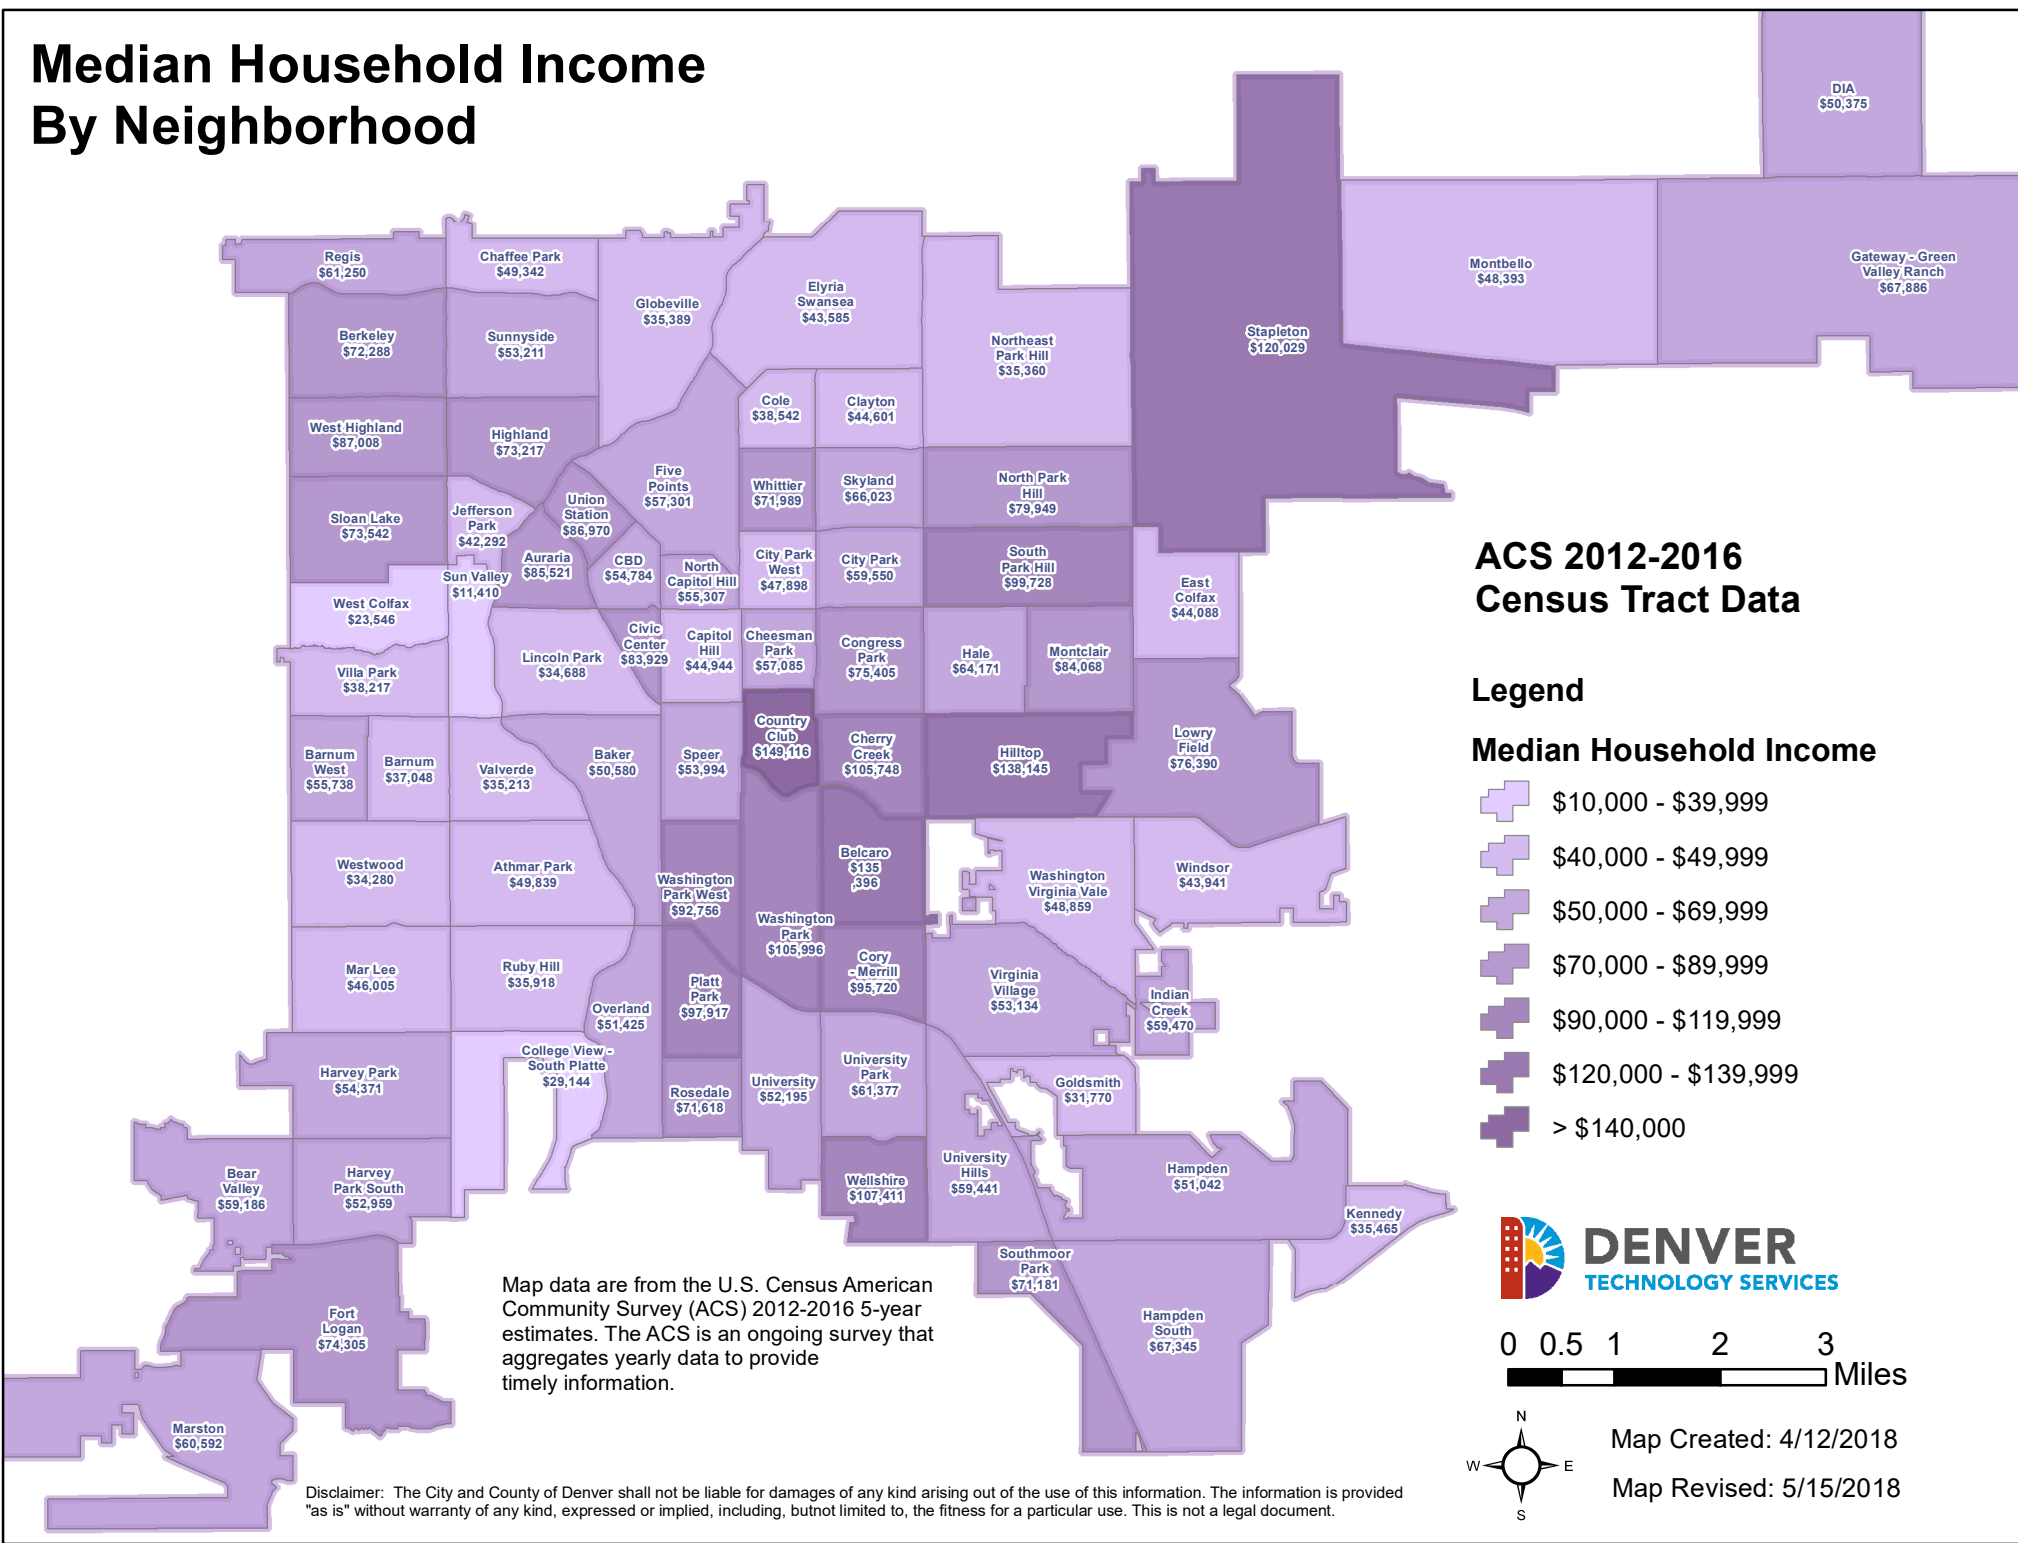 Median Household Income
By Neighborhood
DIA
$50,375
Regis
$61,250
Chaffee Park
$49,342
Globeville
$35,389
Elyria
Swansea
$43,585
Montbello
$48,393
Gateway - Green
Valley Ranch
$67,886
Berkeley
$72,288
Sunnyside
$53,211
Northeast
Park Hill
$35,360
Stapleton
$120,029
West Highland
$87,008
Highland
$73,217
Cole
$38,542
Clayton
$44,601
Five
Points
$57,301
Whittier
$71,989
Skyland
$66,023
North Park
Hill
$79,949
Sloan Lake
$73,542
Jefferson
Park
$42,292
Union
Station
$86,970
Auraria
$85,521
CBD
$54,784
North
Capitol Hill
$55,307
City Park
West
$47,898
City Park
$59,550
South
Park Hill
$99,728
East
Colfax
$44,088
Sun Valley
$11,410
West Colfax
$23,546
Villa Park
$38,217
Lincoln Park
$34,688
Civic
Center
$83,929
Capitol
Hill
$44,944
Cheesman
Park
$57,085
Congress
Park
$75,405
Hale
$64,171
Montclair
$84,068
Barnum
West
$55,738
Barnum
$37,048
Valverde
$35,213
Baker
$50,580
Speer
$53,994
Country
Club
$149,116
Cherry
Creek
$105,748
Hilltop
$138,145
Lowry
Field
$76,390
Westwood
$34,280
Athmar Park
$49,839
Washington
Park West
$92,756
Washington
Park
$105,996
Belcaro
$135
,396
Washington
Virginia Vale
$48,859
Windsor
$43,941
Mar Lee
$46,005
Ruby Hill
$35,918
Overland
$51,425
Platt
Park
$97,917
Cory
- Merrill
$95,720
Virginia
Village
$53,134
Indian
Creek
$59,470
Harvey Park
$54,371
College View -
South Platte
$29,144
Rosedale
$71,618
University
$52,195
University
Park
$61,377
Goldsmith
$31,770
Bear
Valley
$59,186
Harvey
Park South
$52,959
Wellshire
$107,411
University
Hills
$59,441
Hampden
$51,042
Kennedy
$35,465
Fort
Logan
$74,305
Southmoor
Park
$71,181
Hampden
South
$67,345
Marston
$60,592
ACS 2012-2016
Census Tract Data
Legend
Median Household Income
$10,000 - $39,999
$40,000 - $49,999
$50,000 - $69,999
$70,000 - $89,999
$90,000 - $119,999
$120,000 - $139,999
> $140,000
DENVER
TECHNOLOGY SERVICES
0 0.5 1 2 3
Miles
N
W E
S
Map Created: 4/12/2018
Map Revised: 5/15/2018
Map data are from the U.S. Census American
Community Survey (ACS) 2012-2016 5-year
estimates. The ACS is an ongoing survey that
aggregates yearly data to provide
timely information.
Disclaimer: The City and County of Denver shall not be liable for damages of any kind arising out of the use of this information. The information is provided
"as is" without warranty of any kind, expressed or implied, including, butnot limited to, the fitness for a particular use. This is not a legal document.